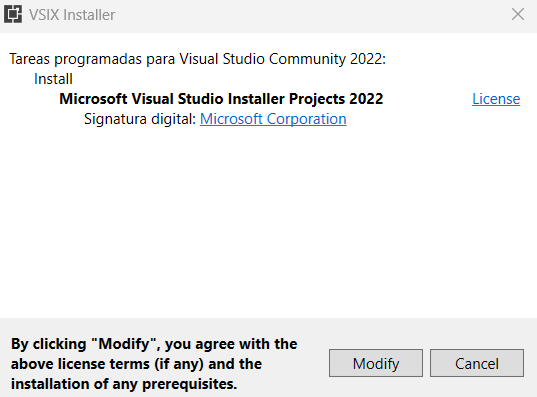 VSIX Installer
Tareas programadas para Visual Studio Community 2022:
Install
Microsoft Visual Studio Installer Projects 2022 License
Signatura digital: Microsoft Corporation
By clicking "Modify", you agree with the
above license terms (if any) and the
installation of any prerequisites.
Modify Cancel